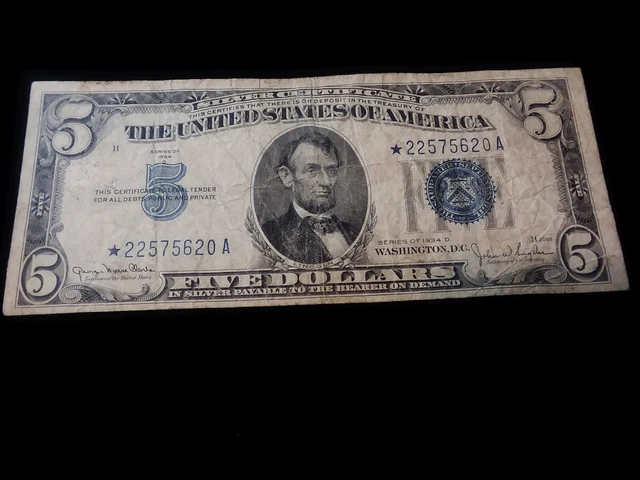 SILVER CERTIFICATE
THIS CERTIFIES THAT THERE IS ON DEPOSIT IN THE TREASURY OF
THE UNITED STATES OF AMERICA
5
5
H
SERIES OF
1934
★22575620A
THIS CERTIFICATE IS LEGAL TENDER
FOR ALL DEBTS PUBLIC AND PRIVATE
5
FIVE
★22575620A
SERIES OF 1934 D
WASHINGTON, D.C.
LINCOLN
5
5
FIVE DOLLARS
IN SILVER PAYABLE TO THE BEARER ON DEMAND